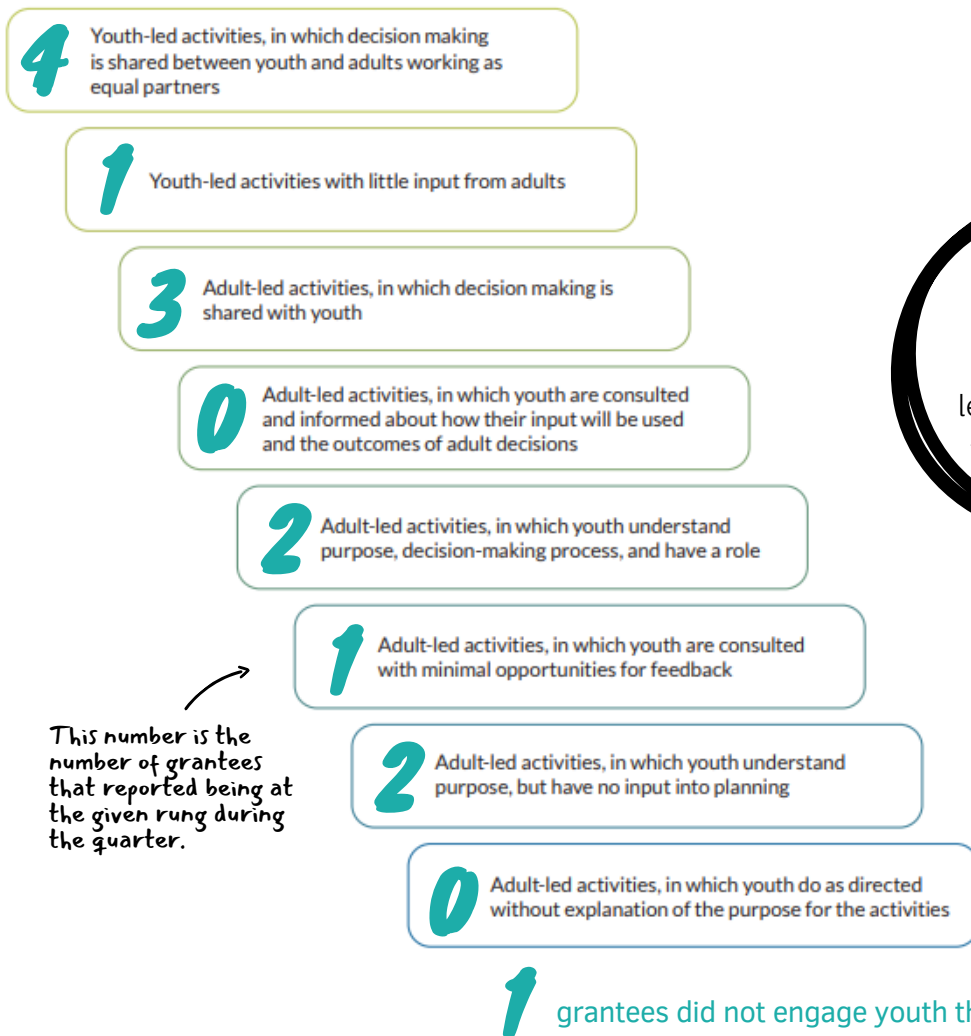 4
Youth-led activities, in which decision making
is shared between youth and adults working as
equal partners
1
Youth-led activities with little input from adults
3
Adult-led activities, in which decision making is
shared with youth
0
Adult-led activities, in which youth are consulted
and informed about how their input will be used
and the outcomes of adult decisions
2
Adult-led activities, in which youth understand
purpose, decision-making process, and have a role
1
Adult-led activities, in which youth are consulted
with minimal opportunities for feedback
This number is the
number of grantees
that reported being at
the given rung during
the quarter.
2
Adult-led activities, in which youth understand
purpose, but have no input into planning
0
Adult-led activities, in which youth do as directed
without explanation of the purpose for the activities
1
grantees did not engage youth th
le